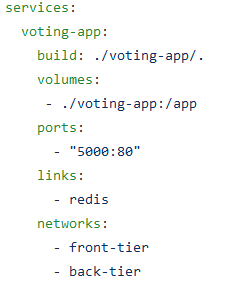 services:
  voting-app:
    build: ./voting-app/.
    volumes:
     - ./voting-app:/app
    ports:
      - "5000:80"
    links:
      - redis
    networks:
      - front-tier
      - back-tier